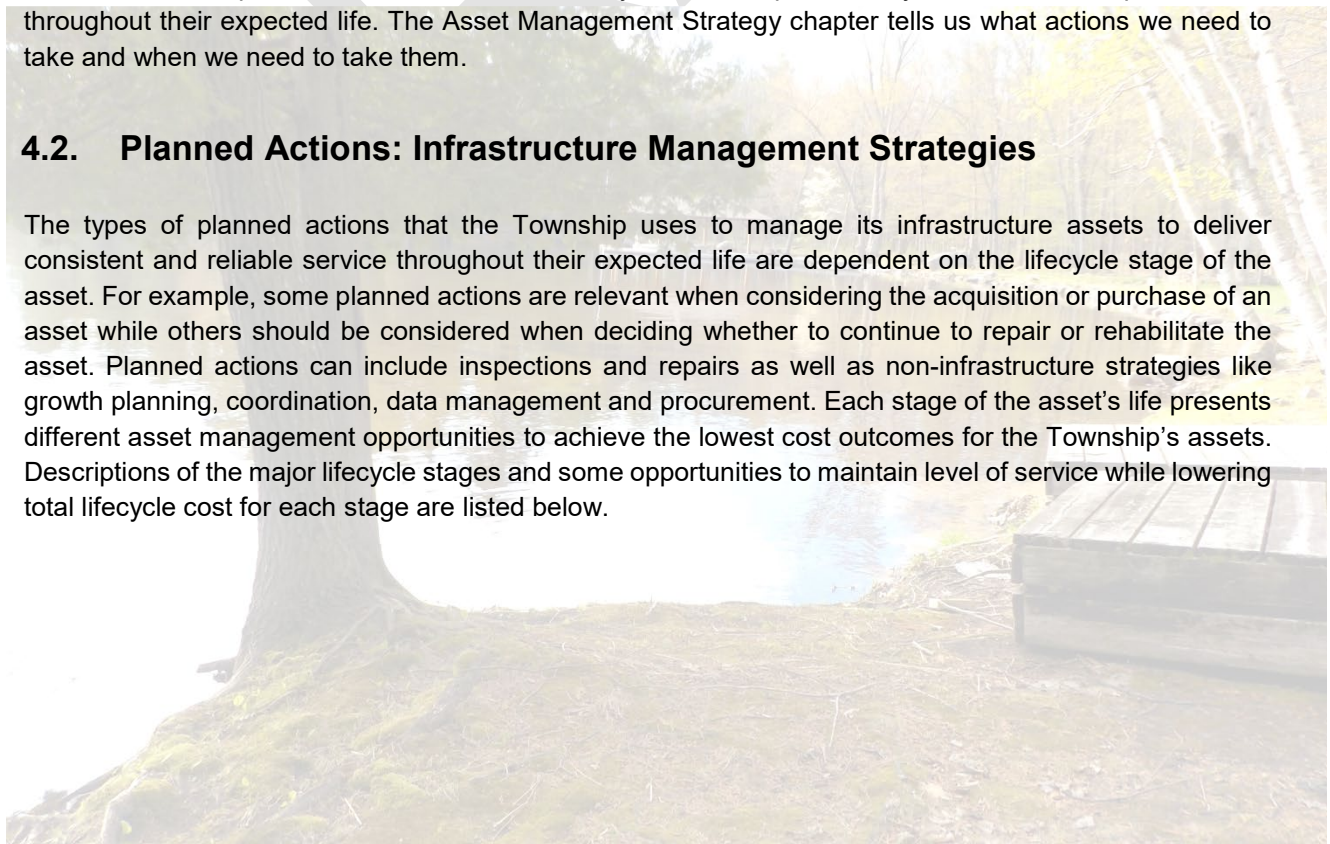 throughout their expected life. The Asset Management Strategy chapter tells us what actions we need to
take and when we need to take them.
4.2. Planned Actions: Infrastructure Management Strategies
The types of planned actions that the Township uses to manage its infrastructure assets to deliver
consistent and reliable service throughout their expected life are dependent on the lifecycle stage of the
asset. For example, some planned actions are relevant when considering the acquisition or purchase of an
asset while others should be considered when deciding whether to continue to repair or rehabilitate the
asset. Planned actions can include inspections and repairs as well as non-infrastructure strategies like
growth planning, coordination, data management and procurement. Each stage of the asset's life presents
different asset management opportunities to achieve the lowest cost outcomes for the Township's assets.
Descriptions of the major lifecycle stages and some opportunities to maintain level of service while lowering
total lifecycle cost for each stage are listed below.